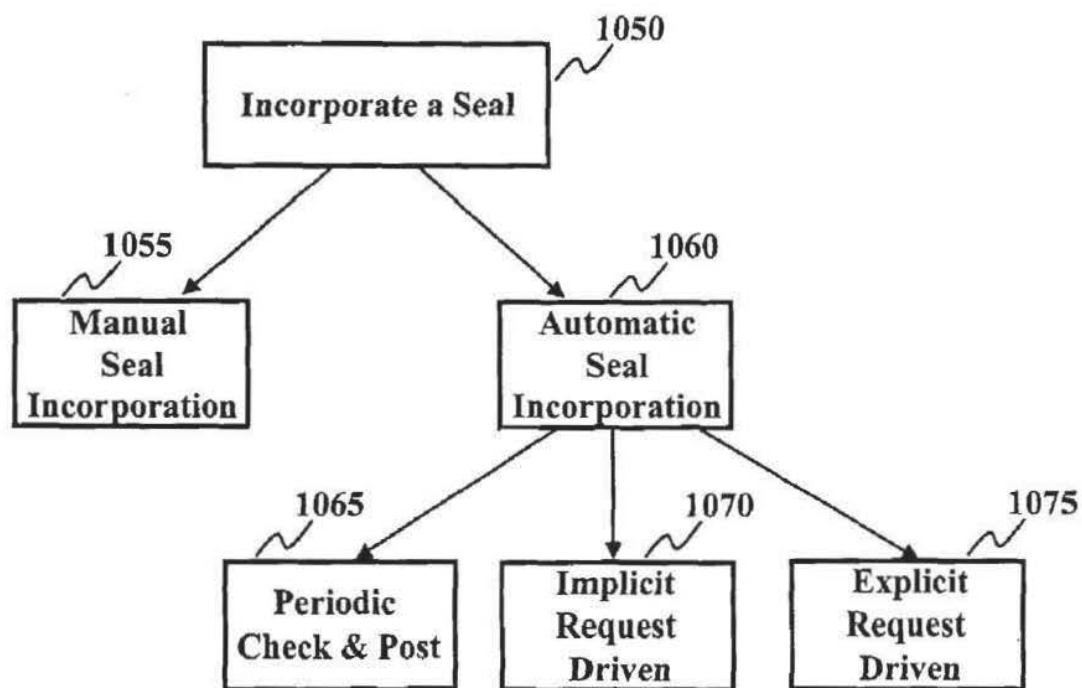 1050
Incorporate a Seal
1055
Manual
Seal
Incorporation
1060
Automatic
Seal
Incorporation
1065
Periodic
Check & Post
1070
Implicit
Request
Driven
1075
Explicit
Request
Driven